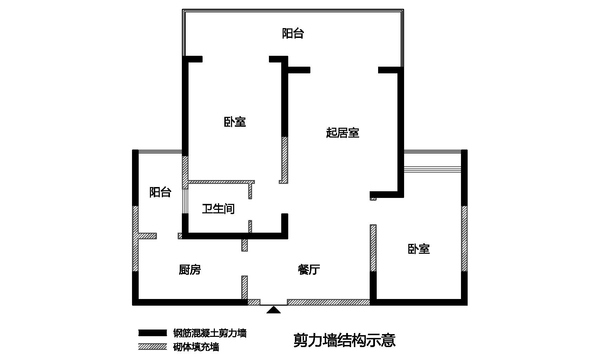 阳台
卧室
起居室
阳台
卫生间
卧室
厨房
餐厅
钢筋混凝土剪力墙
砌体填充墙
剪力墙结构示意